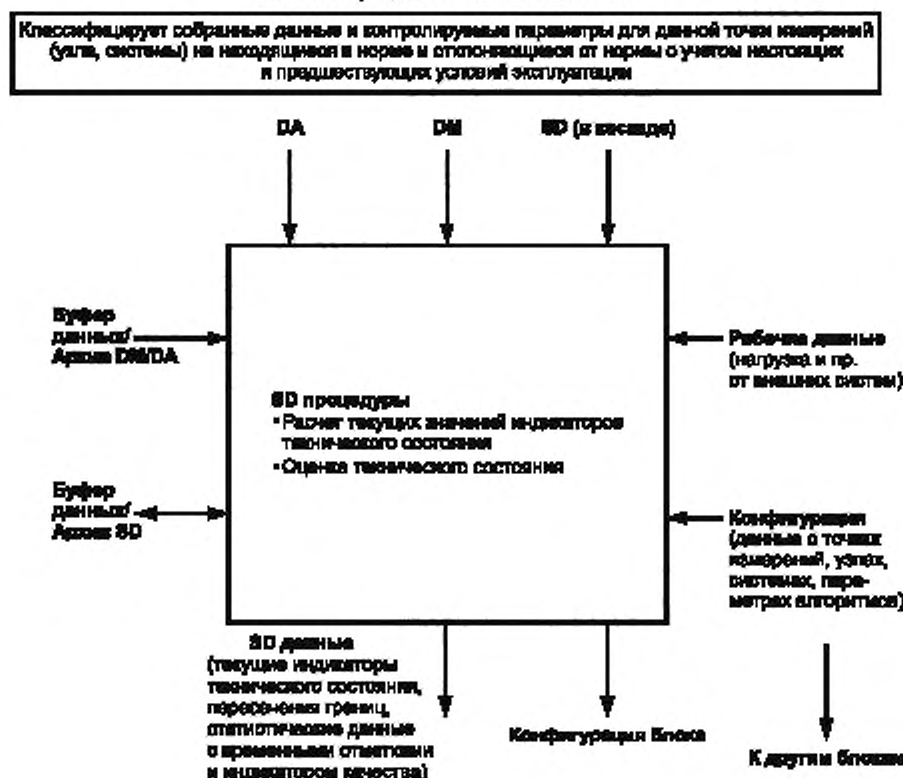 Классифицирует собранные данные и контролируемые параметры для данной точки измерений
(узла, системы) на находящиеся в норме и отклоняющиеся от нормы с учетом настоящих
и предшествующих условий эксплуатации
DA
DM
SD (в каскаде)
Буфер
данных/
Архив DM/DA
Рабочие данные
(нагрузка и пр.
от внешних систем)
SD процедуры
• Расчет текущих значений индикаторов
технического состояния
• Оценка технического состояния
Буфер
данных/
Архив SD
Конфигурация
(данные о точках
измерений, узлах,
системах, пара-
метрах алгоритмов)
SD данные
(текущие индикаторы
технического состояния,
пересечения границ,
статистические данные
с временными отметками
и индикатором качества)
Конфигурация блока
К другим блокам